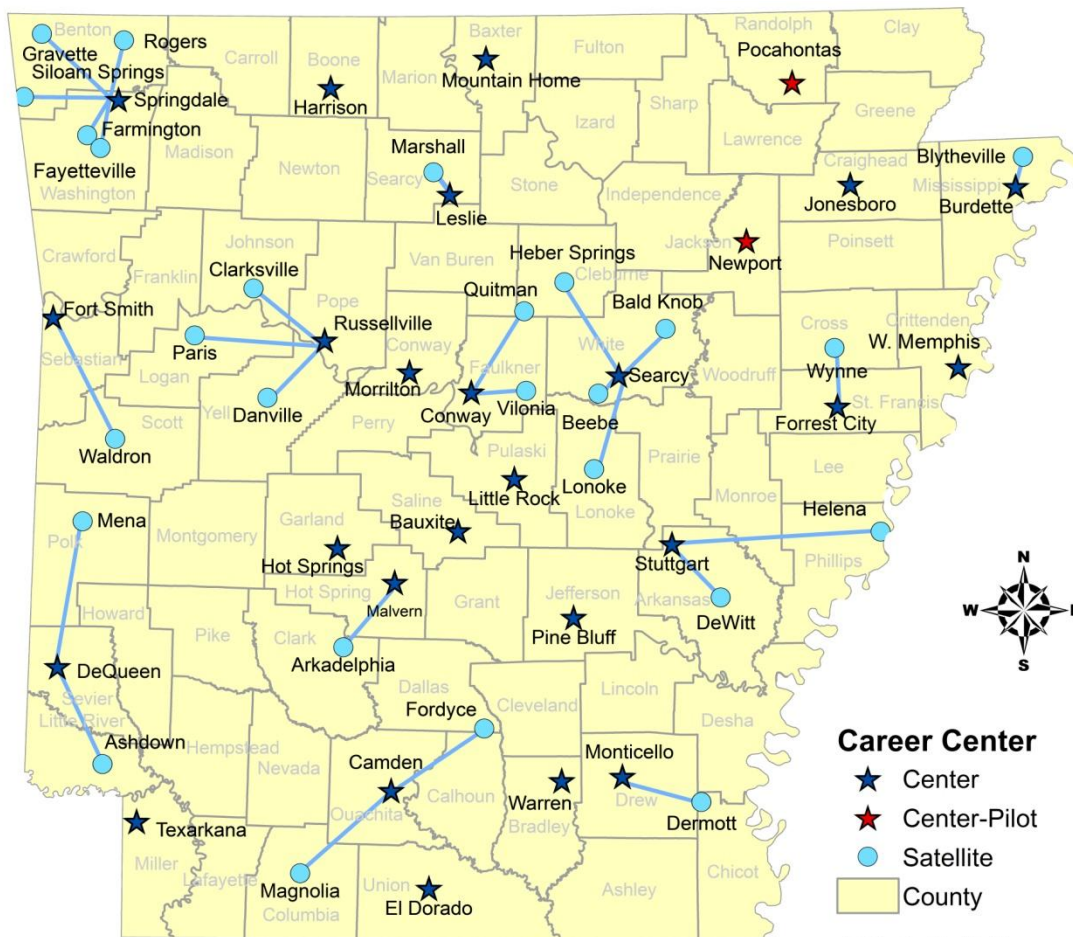 Benton
Gravette
Rogers
Siloam Springs
Springdale
Farmington
Fayetteville
Washington
Carroll
Boone
Harrison
Marion
Baxter
Mountain Home
Fulton
Randolph
Pocahontas
Clay
Sharp
Izard
Lawrence
Greene
Madison
Newton
Marshall
Searcy
Leslie
Stone
Independence
Craighead
Jonesboro
Blytheville
Mississippi
Burdette
Crawford
Franklin
Johnson
Clarksville
Van Buren
Heber Springs
Cleburne
Jackson
Newport
Poinsett
Fort Smith
Pope
Russellville
Quitman
Bald Knob
Cross
Crittenden
W. Memphis
Sebastian
Paris
Logan
Conway
Morrilton
Faulkner
White
Searcy
Woodruff
Wynne
Danville
Yell
Conway
Vilonia
Beebe
Forrest City
St. Francis
Scott
Waldron
Perry
Pulaski
Lonoke
Lonoke
Prairie
Lee
Monroe
Helena
Phillips
Mena
Polk
Montgomery
Garland
Hot Springs
Saline
Bauxite
Little Rock
Stuttgart
Hot Spring
Malvern
Grant
Jefferson
Pine Bluff
Arkansas
DeWitt
Howard
Pike
Clark
Arkadelphia
DeQueen
Sevier
Little River
Ashdown
Hempstead
Nevada
Dallas
Fordyce
Cleveland
Lincoln
Desha
Camden
Ouachita
Calhoun
Warren
Bradley
Monticello
Drew
Dermott
Texarkana
Miller
Lafayette
Magnolia
Columbia
Union
El Dorado
Ashley
Chicot
N
W
E
S
Career Center
Center
Center-Pilot
Satellite
County